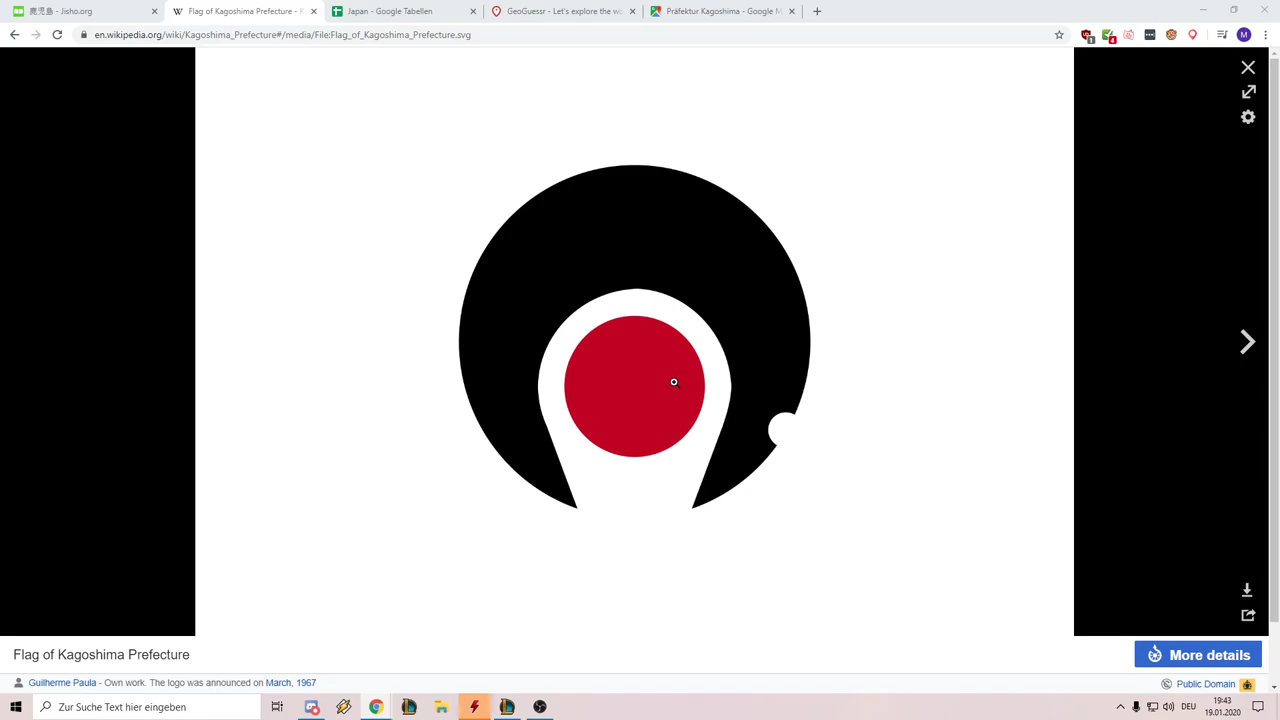 鹿児島 - Jisho.org
Flag of Kagoshima Prefecture - K
Japan - Google Tabellen
GeoGuessr - Let's explore the wo
Präfektur Kagoshima - Google M
en.wikipedia.org/wiki/Kagoshima_Prefecture#/media/File:Flag_of_Kagoshima_Prefecture.svg
1
4
M
Flag of Kagoshima Prefecture
More details
Guilherme Paula - Own work. The logo was announced on March, 1967
Public Domain
Zur Suche Text hier eingeben
DEU
19:43
19.01.2020